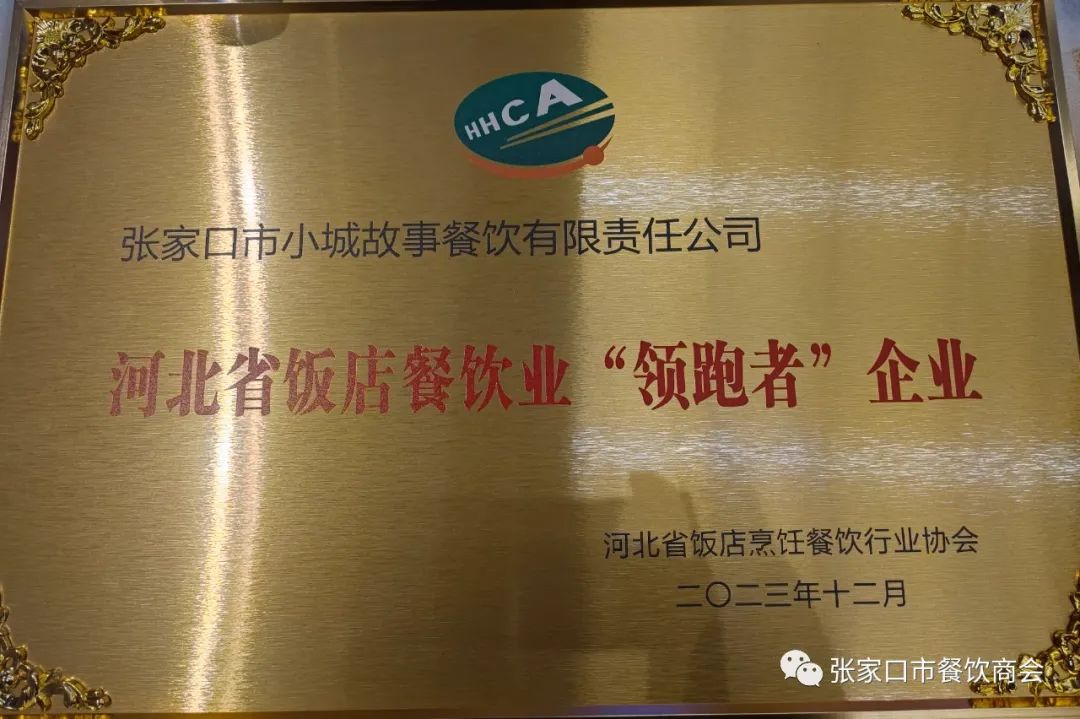 HHCA
张家口市小城故事餐饮有限责任公司
河北省饭店餐饮业“领跑者”企业
河北省饭店烹饪餐饮行业协会
二〇二三年十二月
张家口市餐饮商会